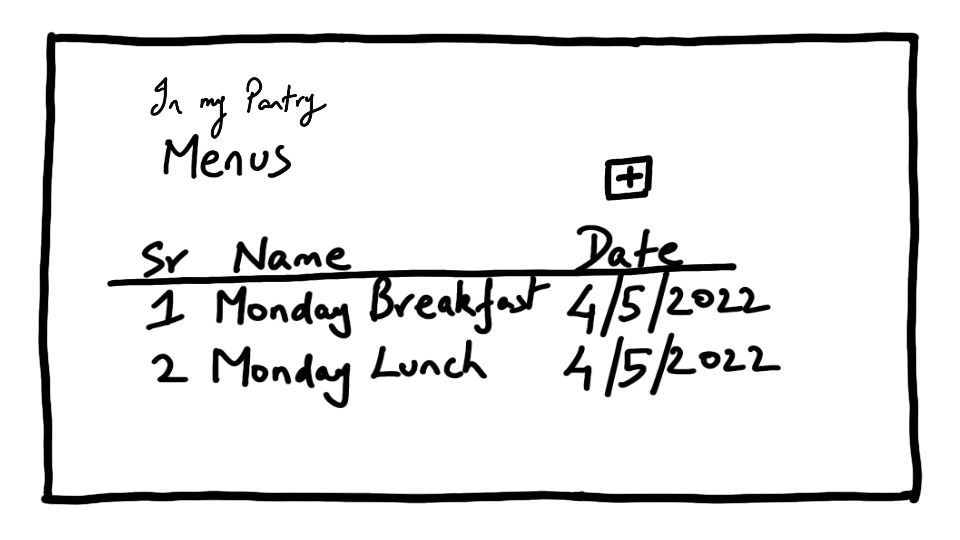 In my Pantry
Menus
+
Sr Name Date
1 Monday Breakfast 4/5/2022
2 Monday Lunch 4/5/2022